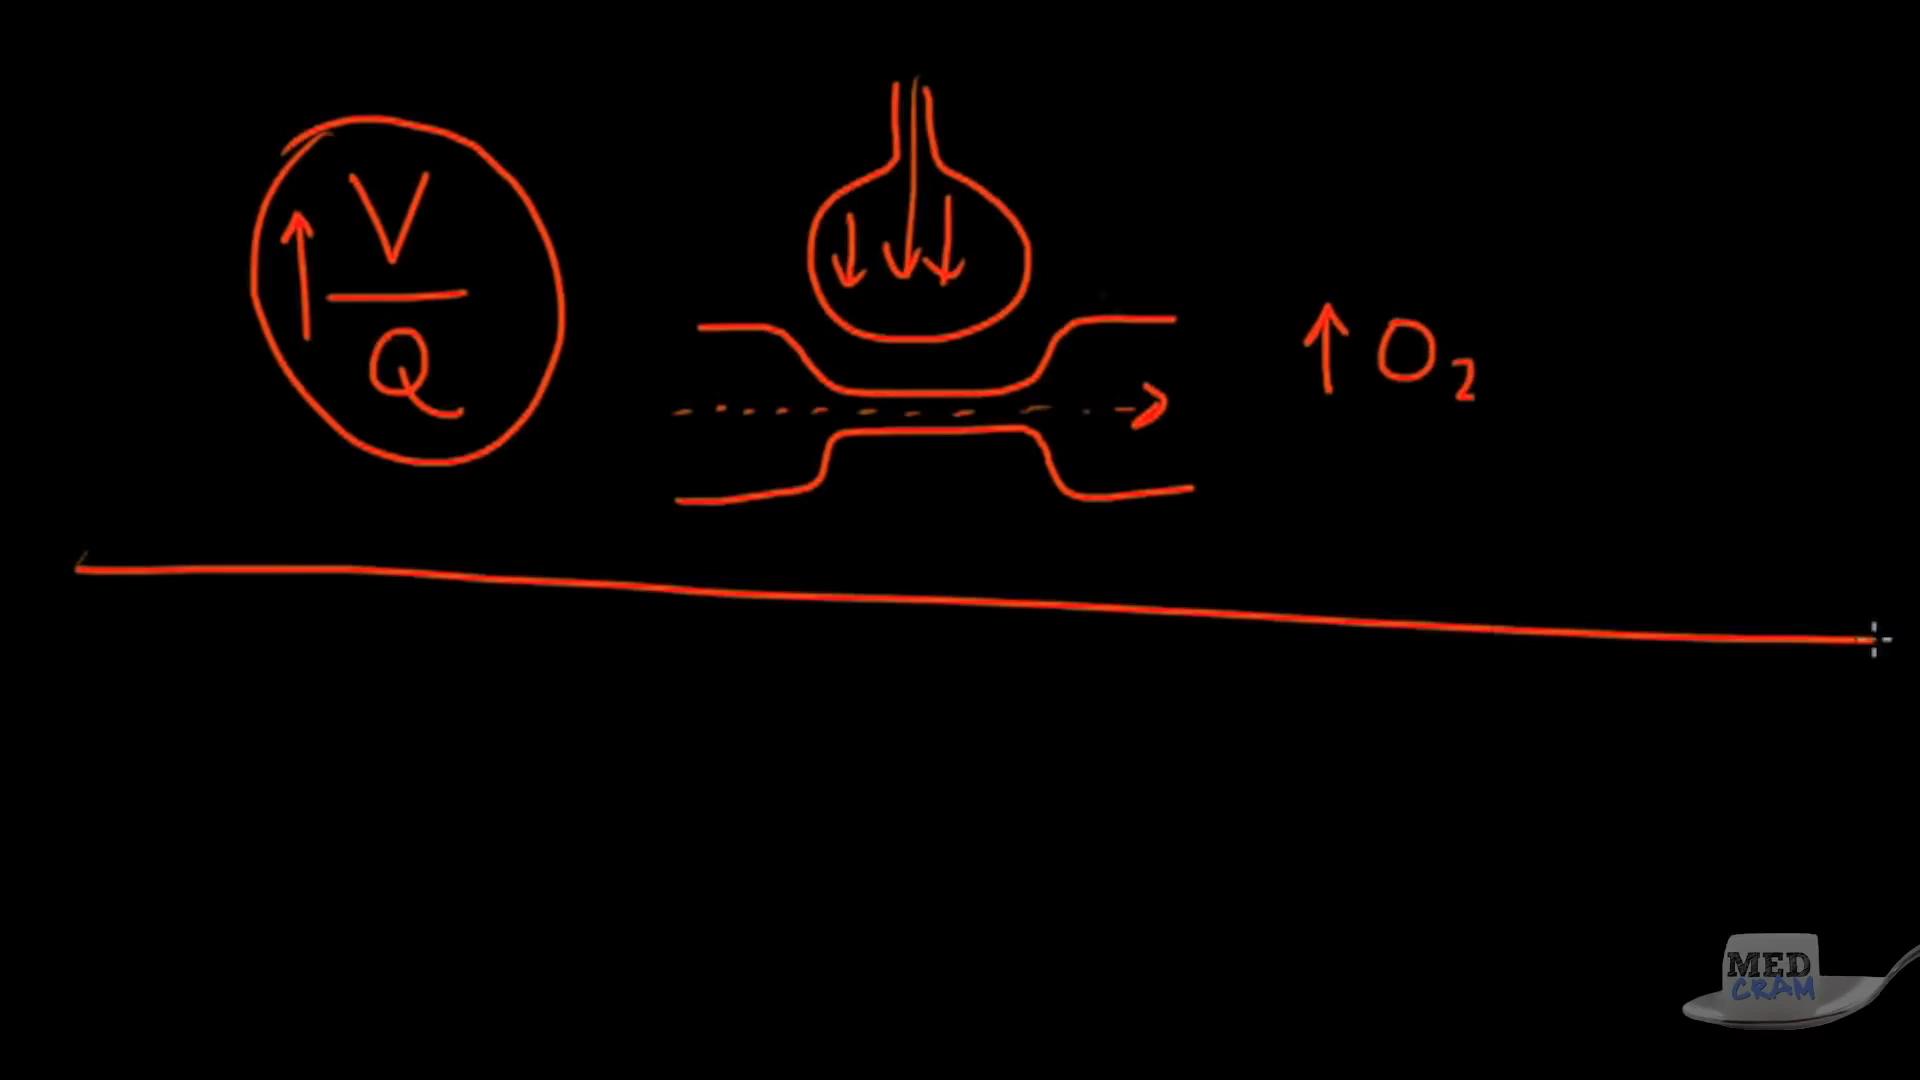 ↑ V
Q
↑ O₂
MED
CRAM